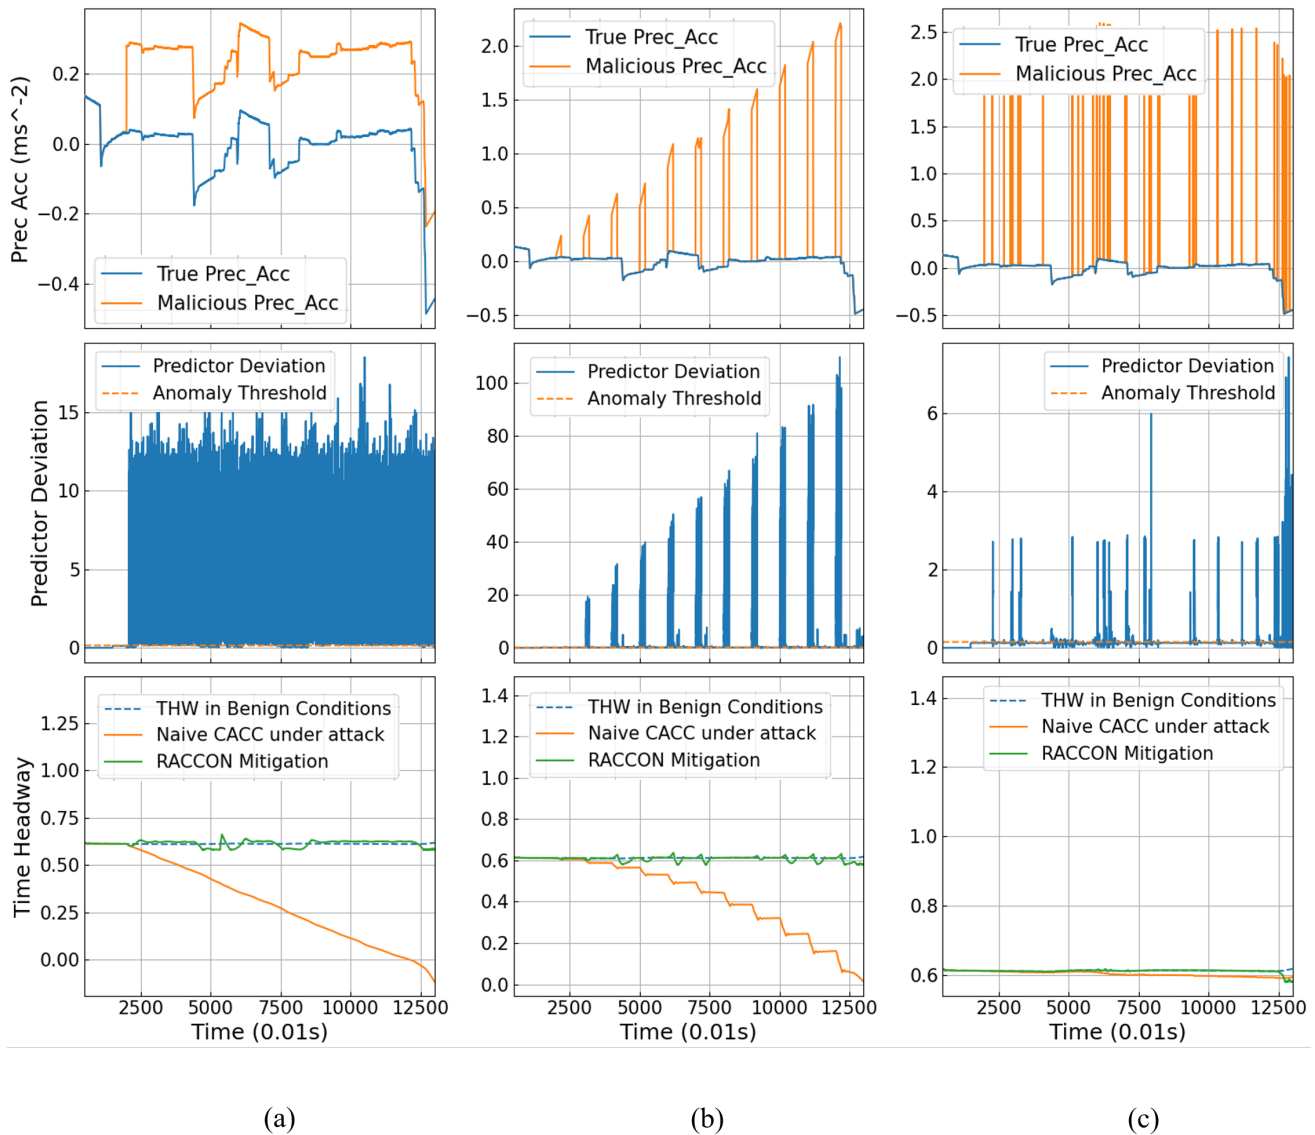 Prec Acc (ms^-2)
0.2
0.0
−0.2
−0.4
True Prec_Acc
Malicious Prec_Acc
2.0
1.5
1.0
0.5
0.0
−0.5
True Prec_Acc
Malicious Prec_Acc
2.5
2.0
1.5
1.0
0.5
0.0
−0.5
True Prec_Acc
Malicious Prec_Acc
Predictor Deviation
15
10
5
0
Predictor Deviation
Anomaly Threshold
100
80
60
40
20
0
Predictor Deviation
Anomaly Threshold
6
4
2
0
Predictor Deviation
Anomaly Threshold
Time Headway
1.25
1.00
0.75
0.50
0.25
0.00
THW in Benign Conditions
Naive CACC under attack
RACCON Mitigation
2500 5000 7500 10000 12500
Time (0.01s)
1.4
1.2
1.0
0.8
0.6
0.4
0.2
0.0
THW in Benign Conditions
Naive CACC under attack
RACCON Mitigation
2500 5000 7500 10000 12500
Time (0.01s)
1.4
1.2
1.0
0.8
0.6
THW in Benign Conditions
Naive CACC under attack
RACCON Mitigation
2500 5000 7500 10000 12500
Time (0.01s)
(a) (b) (c)